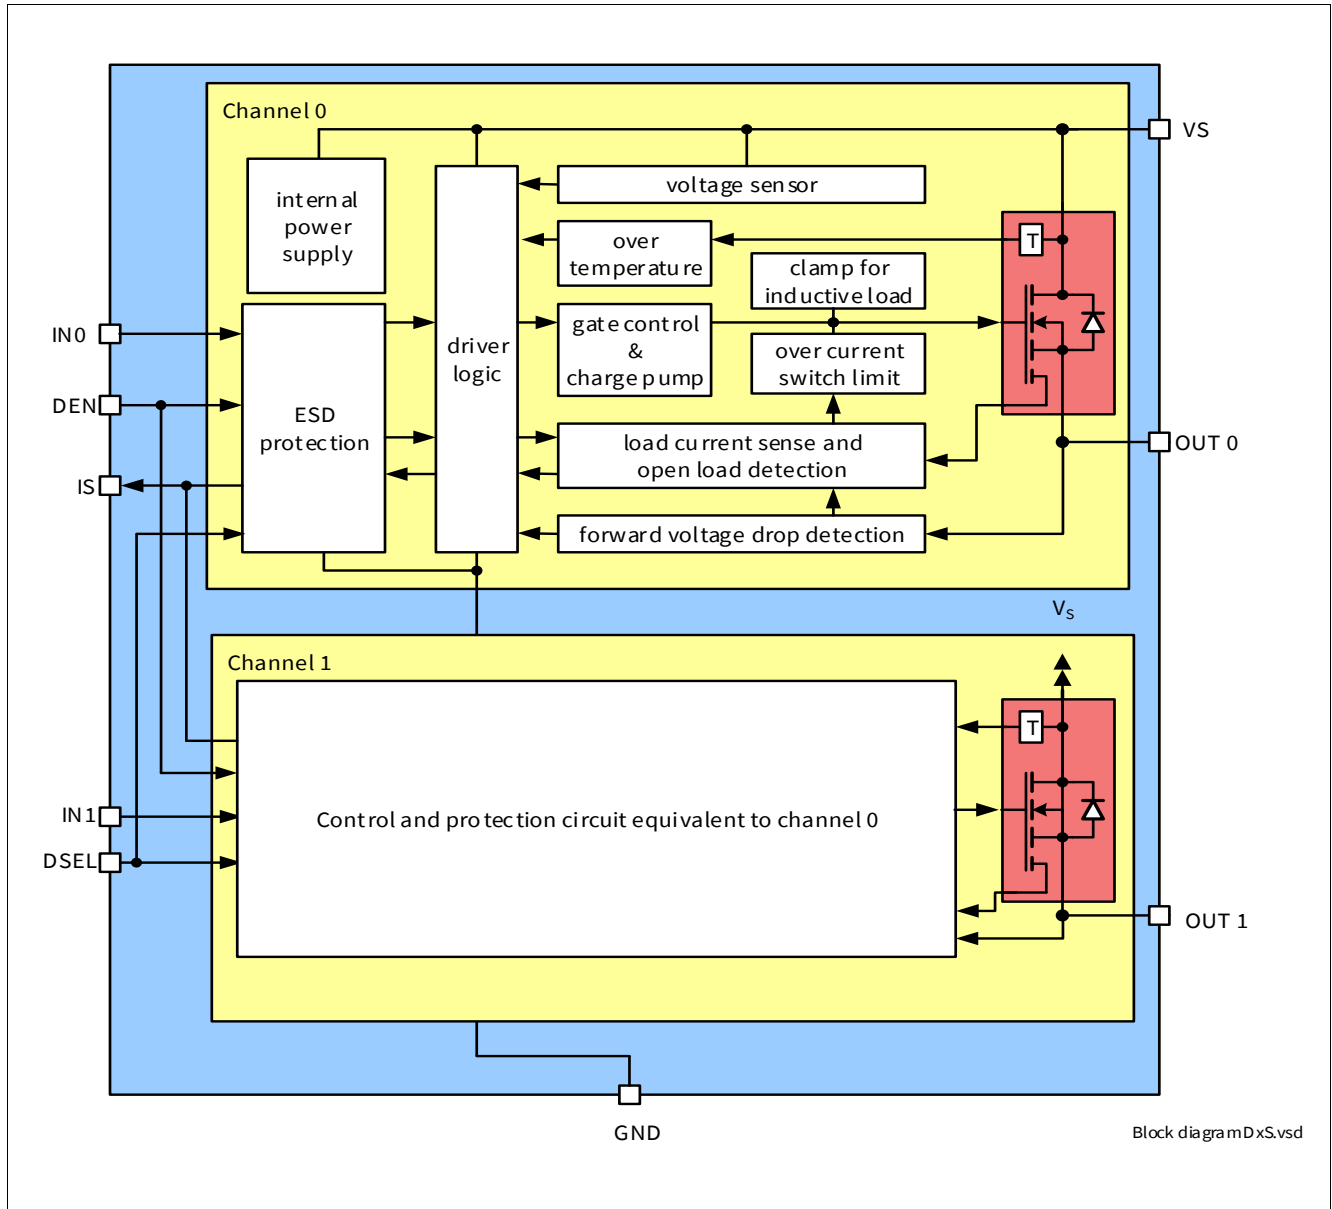 Channel 0
VS
internal
power
supply
voltage sensor
over
temperature
T
clamp for
inductive load
IN0
driver
logic
gate control
&
charge pump
over current
switch limit
DEN
ESD
protection
load current sense and
open load detection
OUT 0
IS
forward voltage drop detection
VS
Channel 1
T
IN1
Control and protection circuit equivalent to channel 0
DSEL
OUT 1
GND
Block diagram DxS.vsd